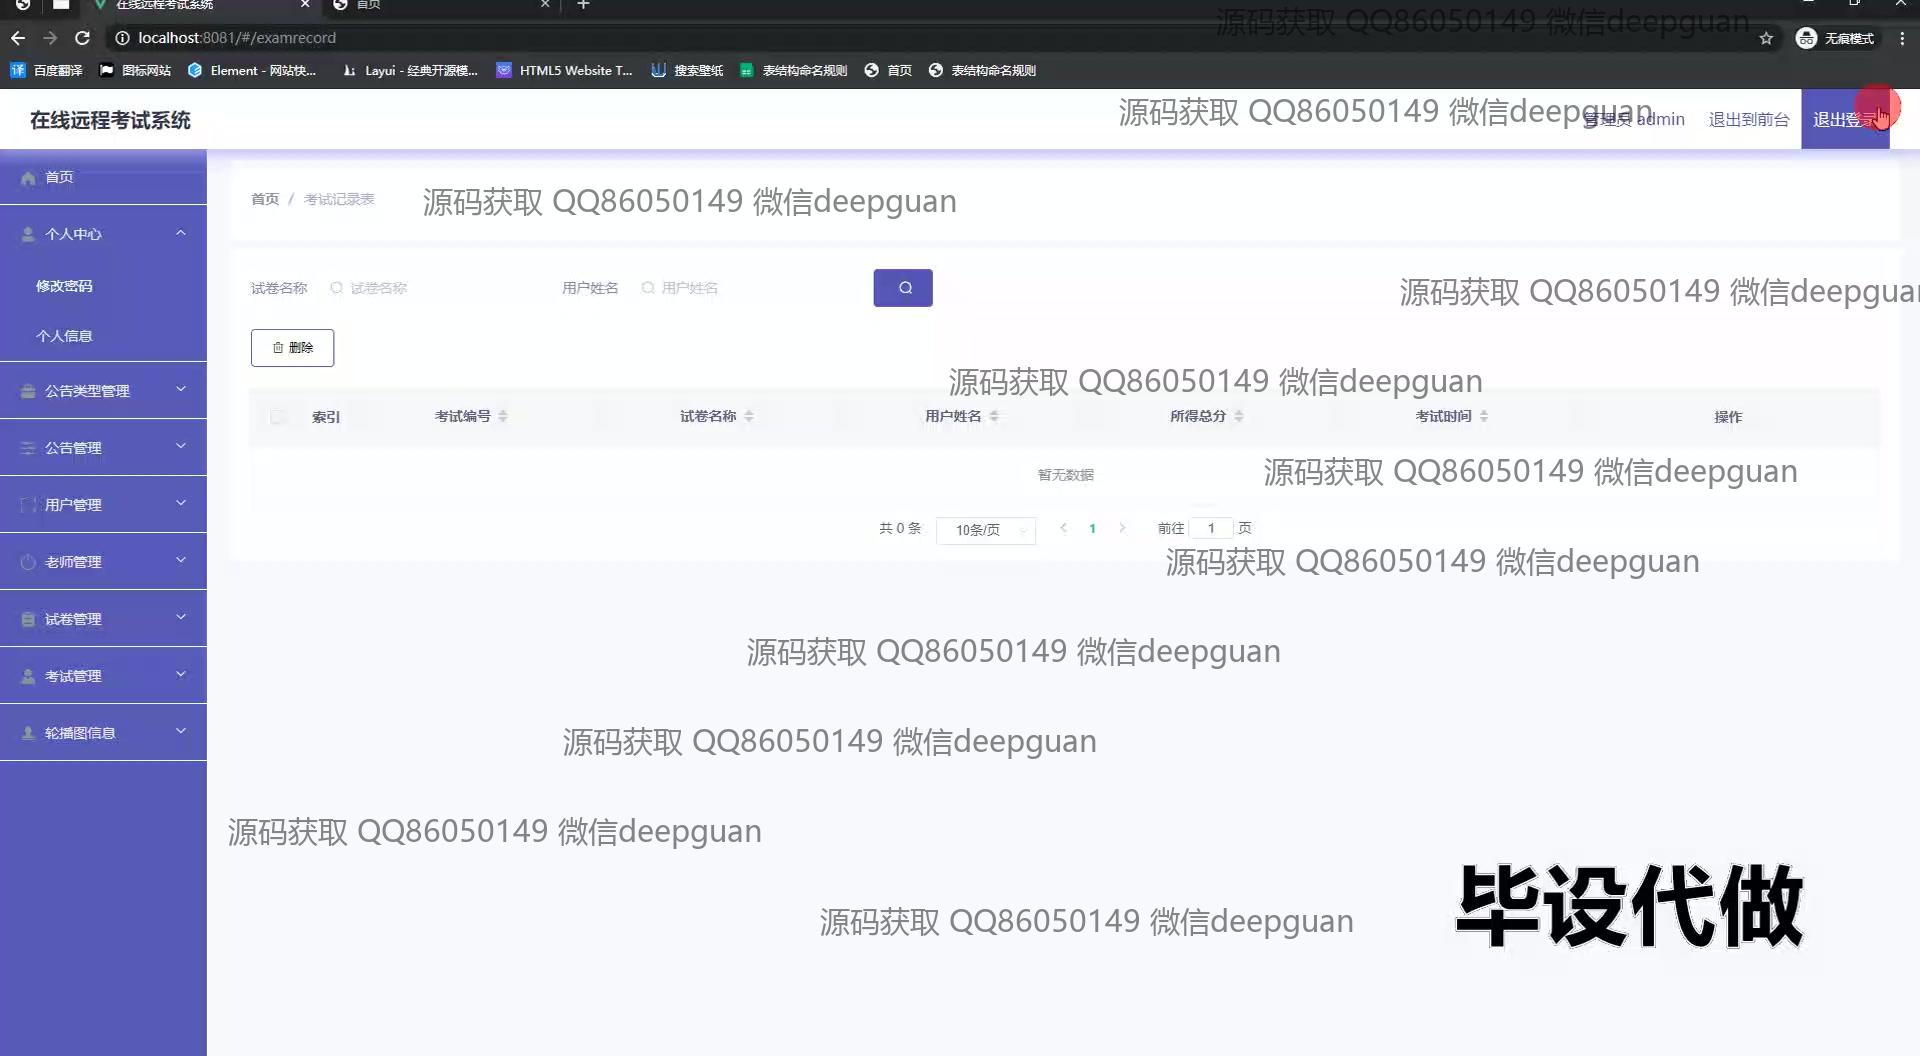 在线远程考试系统
首页
localhost:8081/#/examrecord
源码获取 QQ86050149 微信deepguan
无痕模式
百度翻译
图标网站
Element - 网站快...
Layui - 经典开源模...
HTML5 Website T...
搜索壁纸
表结构命名规则
首页
表结构命名规则
在线远程考试系统
源码获取 QQ86050149 微信deepguan
管理员 admin
退出到前台
退出登录
首页
个人中心
修改密码
个人信息
公告类型管理
公告管理
用户管理
老师管理
试卷管理
考试管理
轮播图信息
首页 / 考试记录表
源码获取 QQ86050149 微信deepguan
试卷名称 试卷名称
用户姓名 用户姓名
源码获取 QQ86050149 微信deepguan
删除
源码获取 QQ86050149 微信deepguan
索引 考试编号 试卷名称 用户姓名 所得总分 考试时间 操作
暂无数据
源码获取 QQ86050149 微信deepguan
共 0 条 10条/页 1 前往 1 页
源码获取 QQ86050149 微信deepguan
源码获取 QQ86050149 微信deepguan
源码获取 QQ86050149 微信deepguan
源码获取 QQ86050149 微信deepguan
毕设代做
源码获取 QQ86050149 微信deepguan